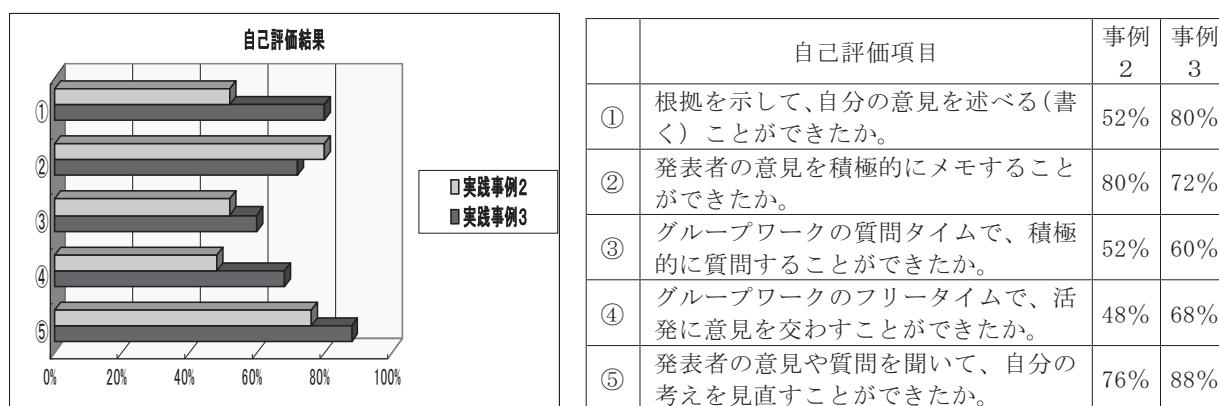 自己評価結果
①
②
③
④
⑤
0% 20% 40% 60% 80% 100%
実践事例2
実践事例3
自己評価項目 事例2 事例3
① 根拠を示して、自分の意見を述べる（書
く）ことができたか。 52% 80%
② 発表者の意見を積極的にメモすること
ができたか。 80% 72%
③ グループワークの質問タイムで、積極
的に質問することができたか。 52% 60%
④ グループワークのフリータイムで、活
発に意見を交わすことができたか。 48% 68%
⑤ 発表者の意見や質問を聞いて、自分の
考えを見直すことができたか。 76% 88%